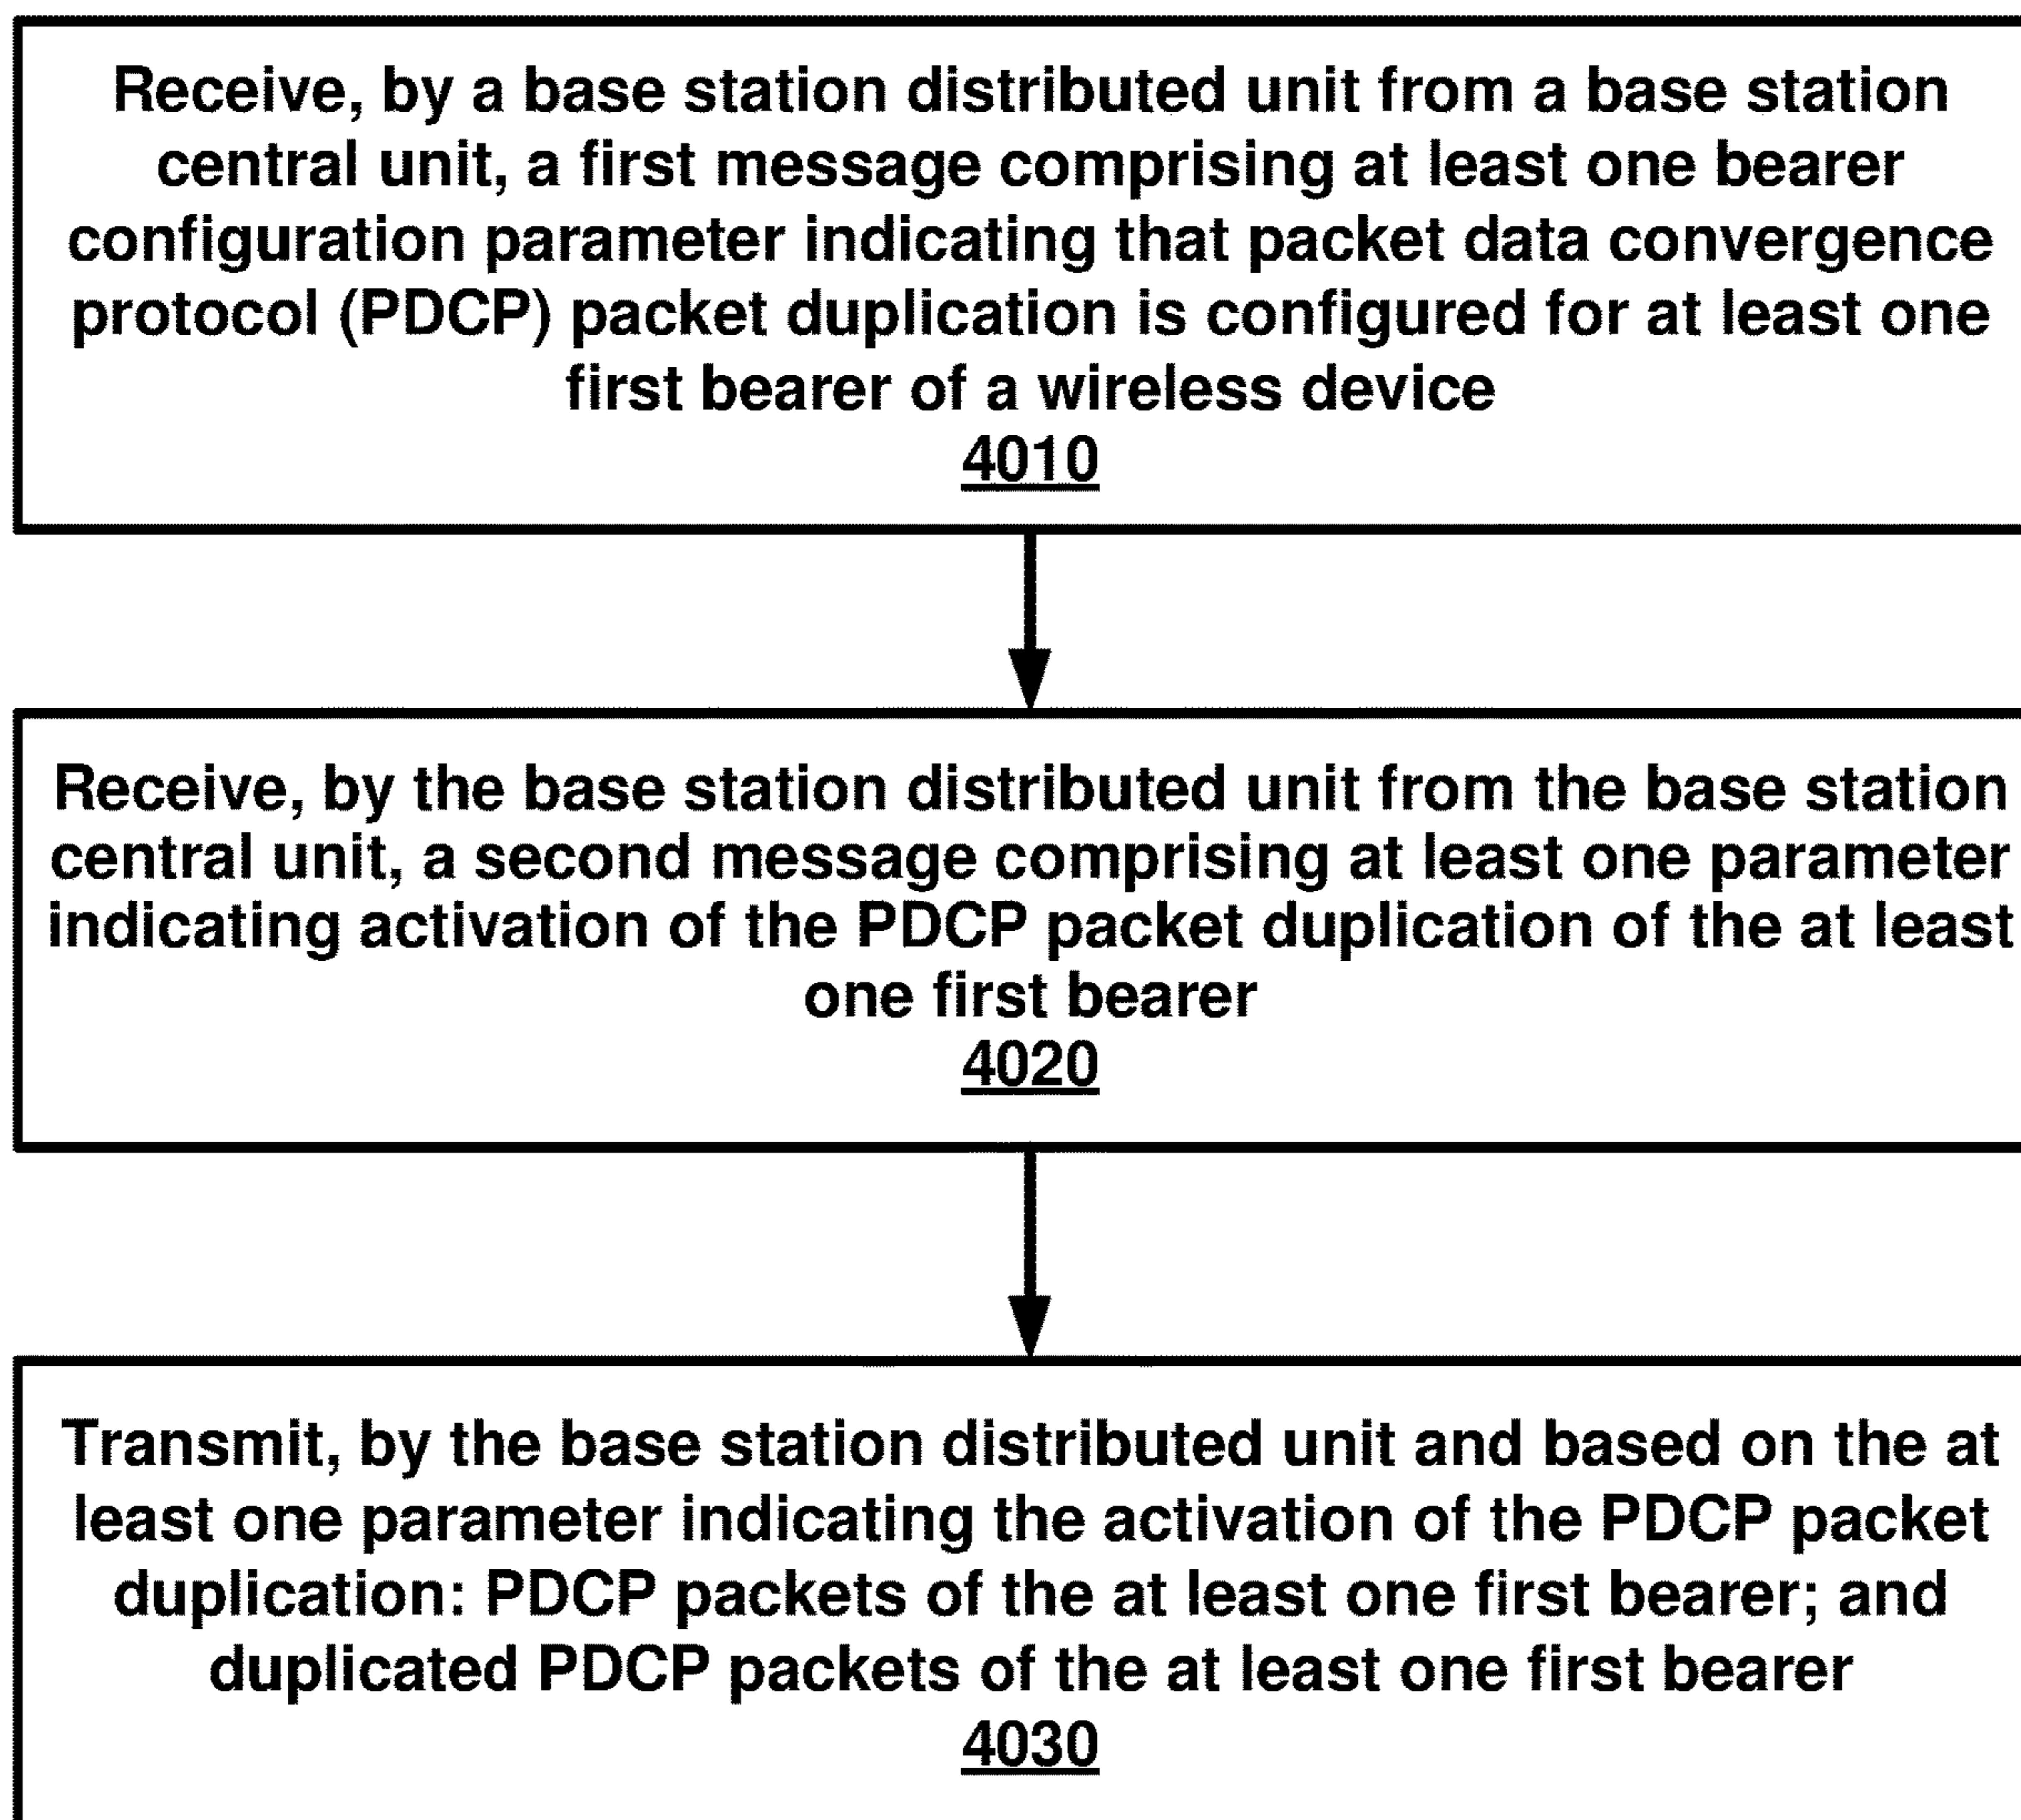 Receive, by a base station distributed unit from a base station
central unit, a first message comprising at least one bearer
configuration parameter indicating that packet data convergence
protocol (PDCP) packet duplication is configured for at least one
first bearer of a wireless device
4010
Receive, by the base station distributed unit from the base station
central unit, a second message comprising at least one parameter
indicating activation of the PDCP packet duplication of the at least
one first bearer
4020
Transmit, by the base station distributed unit and based on the at
least one parameter indicating the activation of the PDCP packet
duplication: PDCP packets of the at least one first bearer; and
duplicated PDCP packets of the at least one first bearer
4030